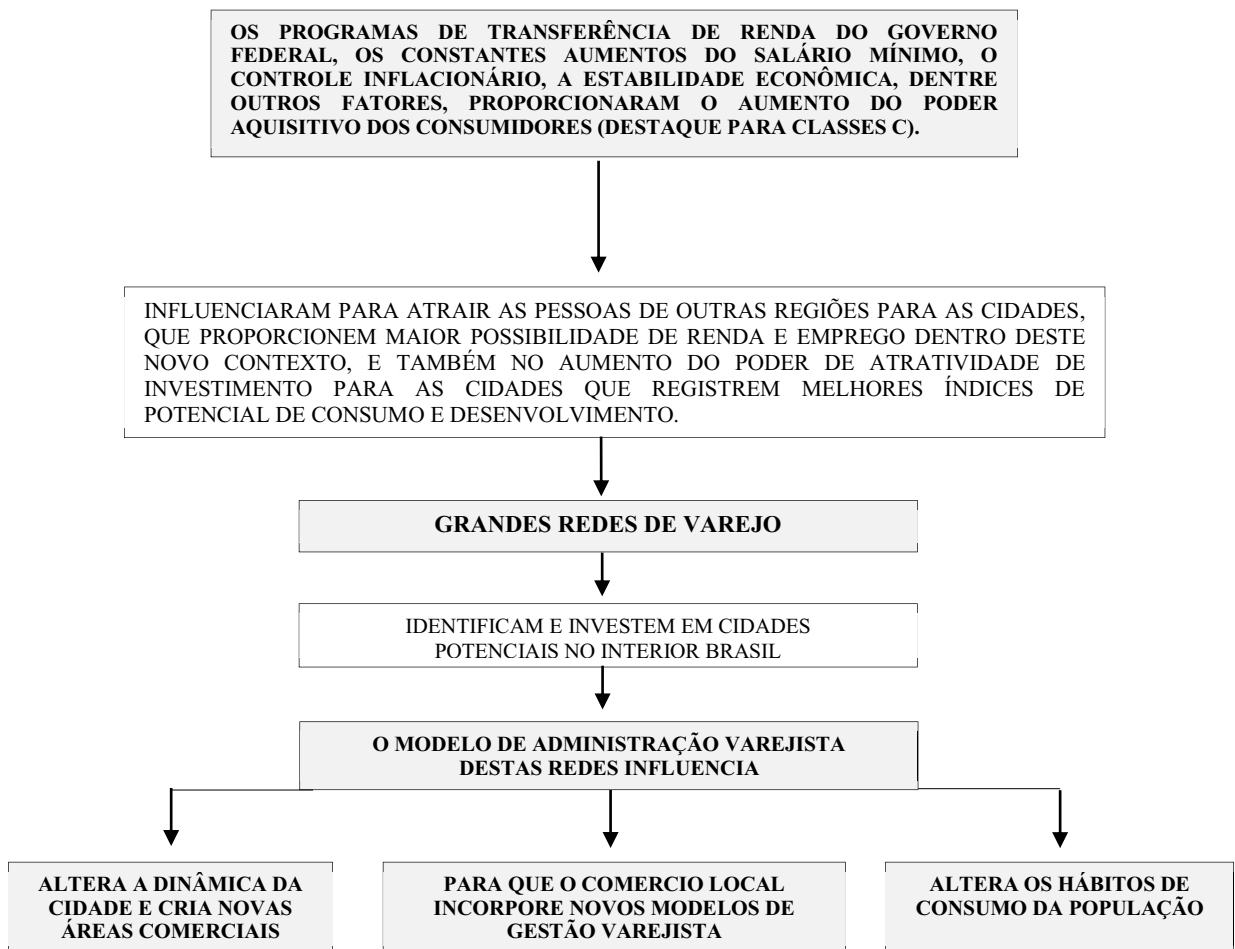 OS PROGRAMAS DE TRANSFERÊNCIA DE RENDA DO GOVERNO
FEDERAL, OS CONSTANTES AUMENTOS DO SALÁRIO MÍNIMO, O
CONTROLE INFLACIONÁRIO, A ESTABILIDADE ECONÔMICA, DENTRE
OUTROS FATORES, PROPORCIONARAM O AUMENTO DO PODER
AQUISITIVO DOS CONSUMIDORES (DESTAQUE PARA CLASSES C).
INFLUENCIARAM PARA ATRAIR AS PESSOAS DE OUTRAS REGIÕES PARA AS CIDADES,
QUE PROPORCIONEM MAIOR POSSIBILIDADE DE RENDA E EMPREGO DENTRO DESTE
NOVO CONTEXTO, E TAMBÉM NO AUMENTO DO PODER DE ATRATIVIDADE DE
INVESTIMENTO PARA AS CIDADES QUE REGISTREM MELHORES ÍNDICES DE
POTENCIAL DE CONSUMO E DESENVOLVIMENTO.
GRANDES REDES DE VAREJO
IDENTIFICAM E INVESTEM EM CIDADES
POTENCIAIS NO INTERIOR BRASIL
O MODELO DE ADMINISTRAÇÃO VAREJISTA
DESTAS REDES INFLUENCIA
ALTERA A DINÂMICA DA
CIDADE E CRIA NOVAS
ÁREAS COMERCIAIS
PARA QUE O COMERCIO LOCAL
INCORPORE NOVOS MODELOS DE
GESTÃO VAREJISTA
ALTERA OS HÁBITOS DE
CONSUMO DA POPULAÇÃO